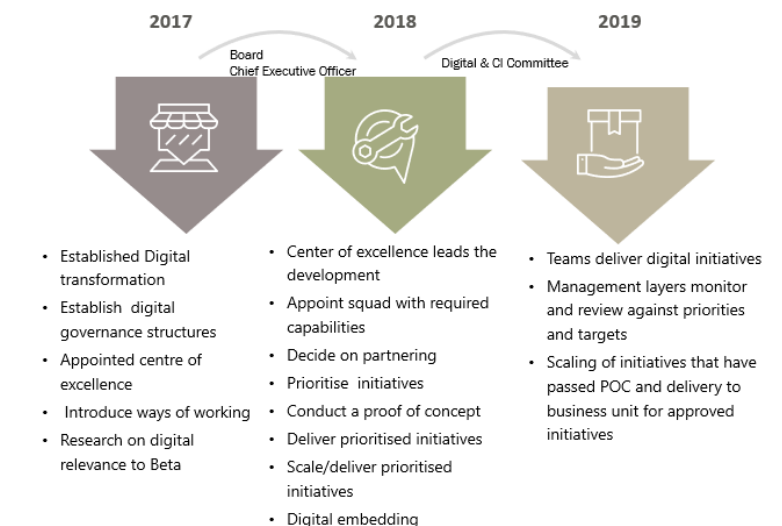 2017
2018
2019
Board
Chief Executive Officer
Digital & CI Committee
• Established Digital
transformation
• Establish digital
governance structures
• Appointed centre of
excellence
• Introduce ways of working
• Research on digital
relevance to Beta
• Center of excellence leads the
development
• Appoint squad with required
capabilities
• Decide on partnering
• Prioritise initiatives
• Conduct a proof of concept
• Deliver prioritised initiatives
• Scale/deliver prioritised
initiatives
• Digital embedding
• Teams deliver digital initiatives
• Management layers monitor
and review against priorities
and targets
• Scaling of initiatives that have
passed POC and delivery to
business unit for approved
initiatives